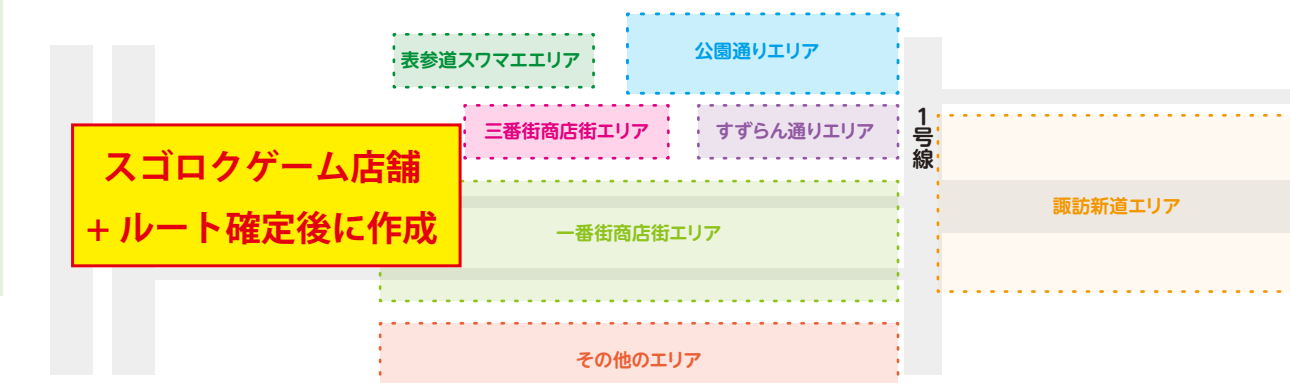 表参道スワマエエリア
公園通りエリア
三番街商店街エリア
すずらん通りエリア
1号線
スゴロクゲーム店舗
+ ルート確定後に作成
一番街商店街エリア
諏訪新道エリア
その他のエリア